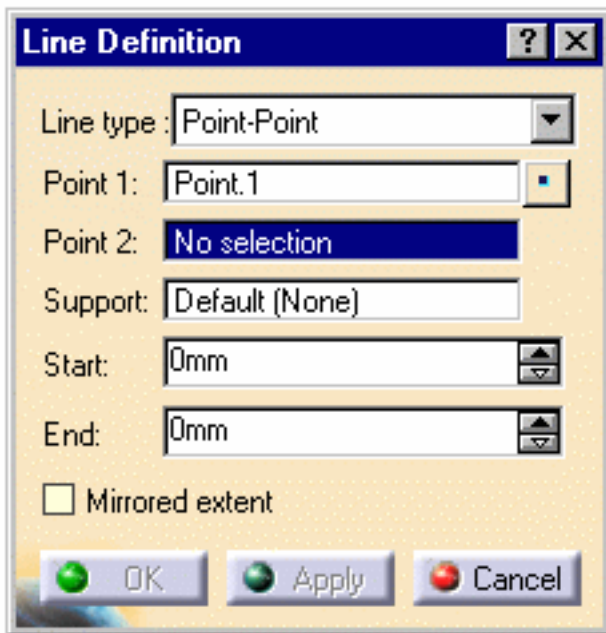 Line Definition ? X
Line type : Point-Point
Point 1: Point.1
Point 2: No selection
Support: Default (None)
Start: 0mm
End: 0mm
Mirrored extent
OK Apply Cancel